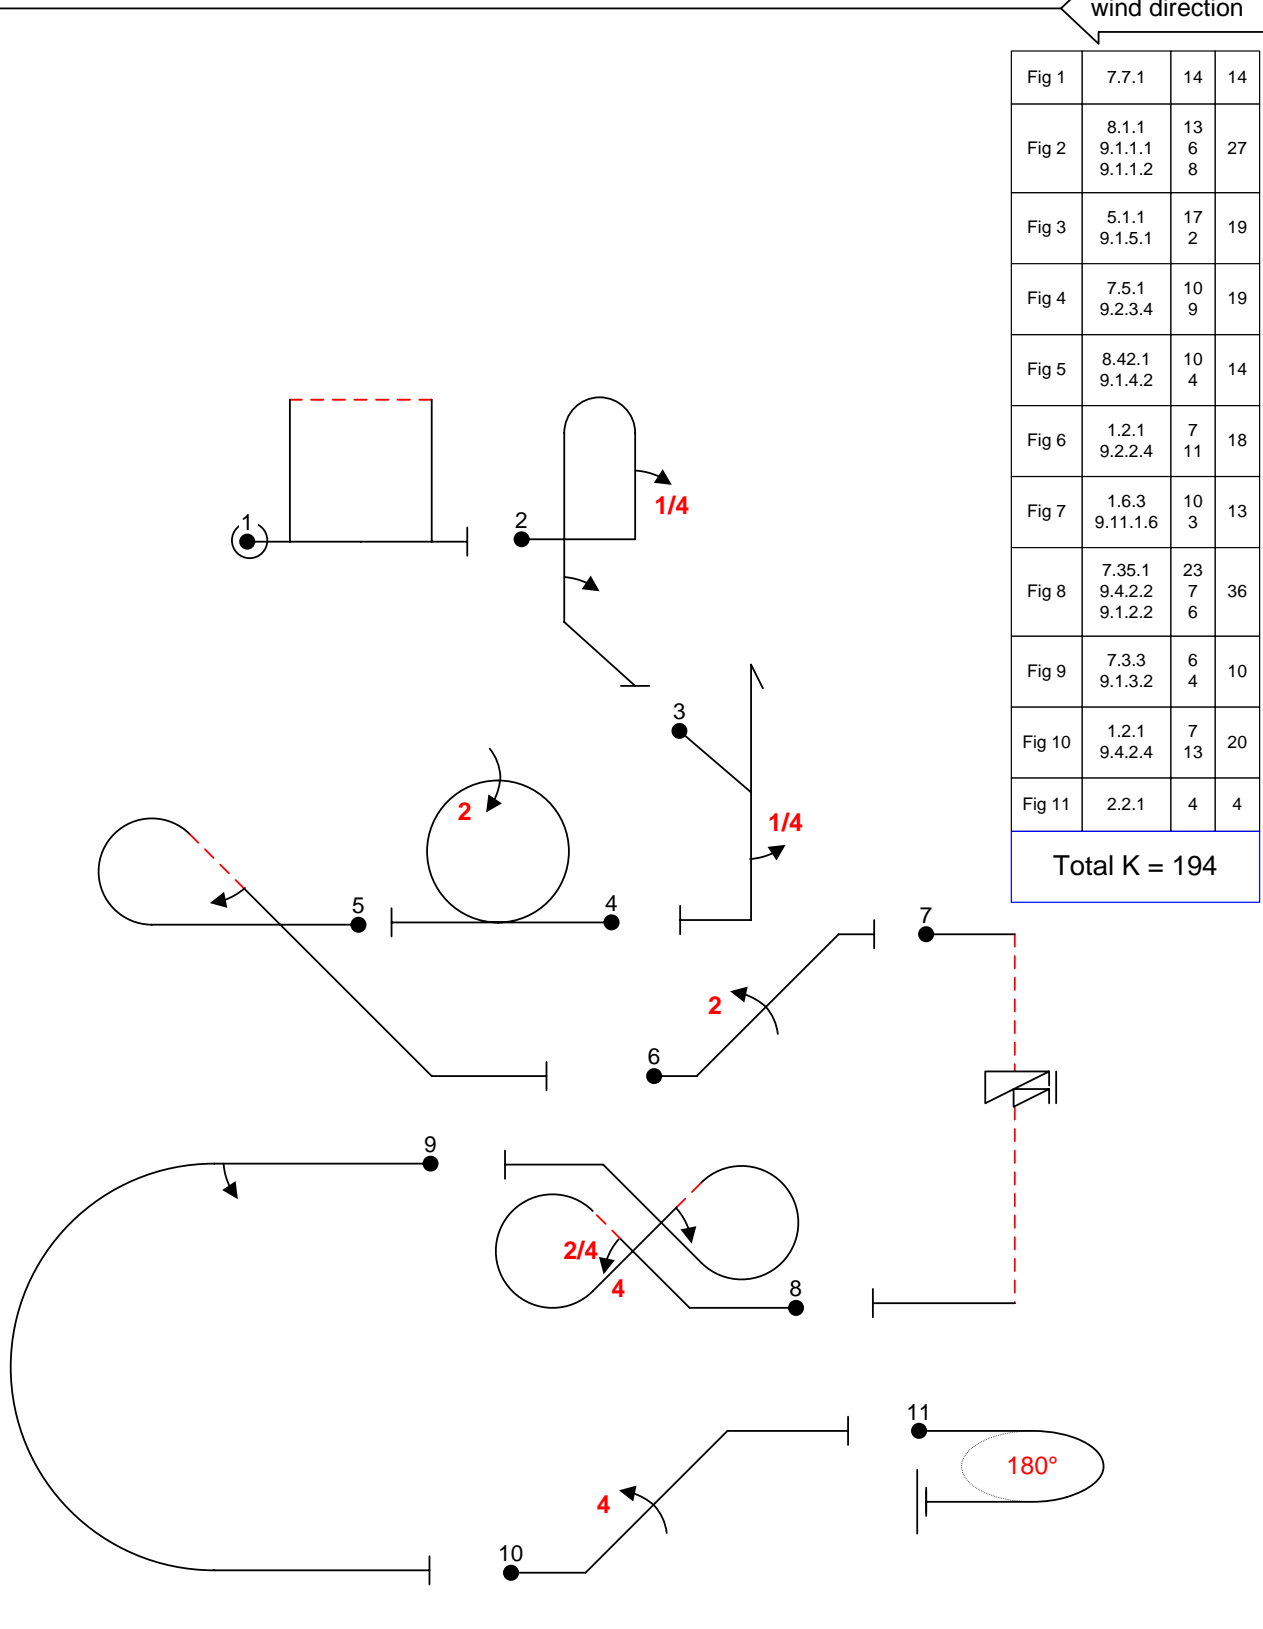 wind direction
Fig 1 7.7.1 14 14
Fig 2 8.1.1 13 27
9.1.1.1 6
9.1.1.2 8
Fig 3 5.1.1 17 19
9.1.5.1 2
Fig 4 7.5.1 10 19
9.2.3.4 9
Fig 5 8.42.1 10 14
9.1.4.2 4
Fig 6 1.2.1 7 18
9.2.2.4 11
Fig 7 1.6.3 10 13
9.11.1.6 3
Fig 8 7.35.1 23 36
9.4.2.2 7
9.1.2.2 6
Fig 9 7.3.3 6 10
9.1.3.2 4
Fig 10 1.2.1 7 20
9.4.2.4 13
Fig 11 2.2.1 4 4
Total K = 194
1
2
1/4
3
1/4
4
2
5
6
2
7
8
2/4
4
9
10
4
11
180°